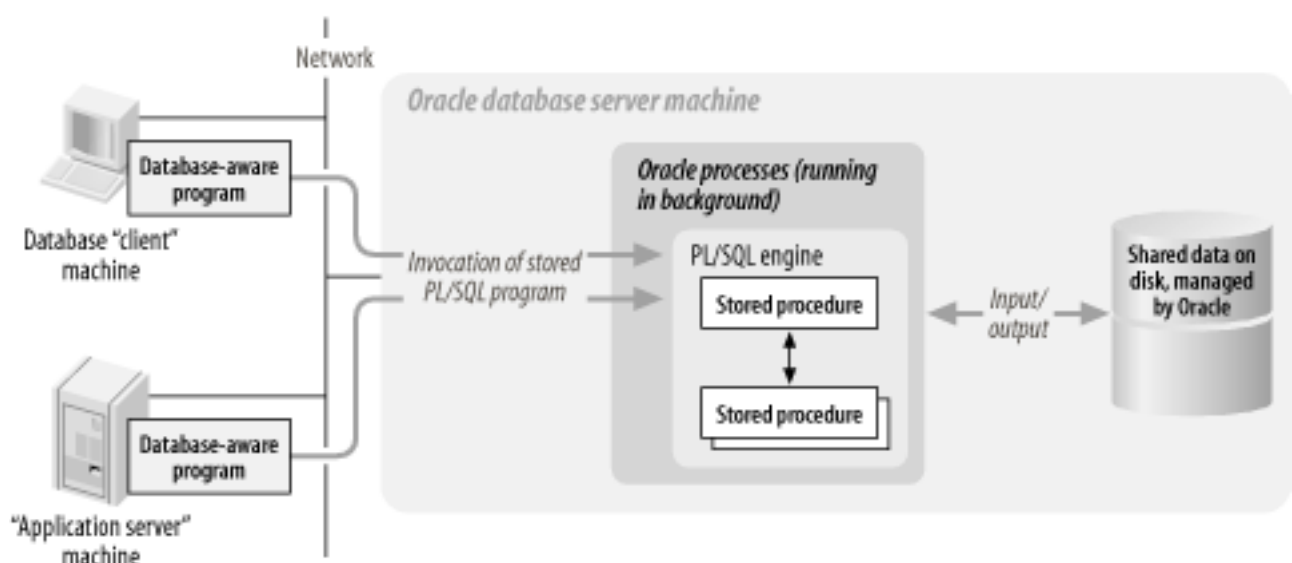 Network
Oracle database server machine
Database-aware
program
Database "client"
machine
Oracle processes (running
in background)
Invocation of stored
PL/SQL program
PL/SQL engine
Stored procedure
Stored procedure
Input/
output
Shared data on
disk, managed
by Oracle
Database-aware
program
"Application server"
machine